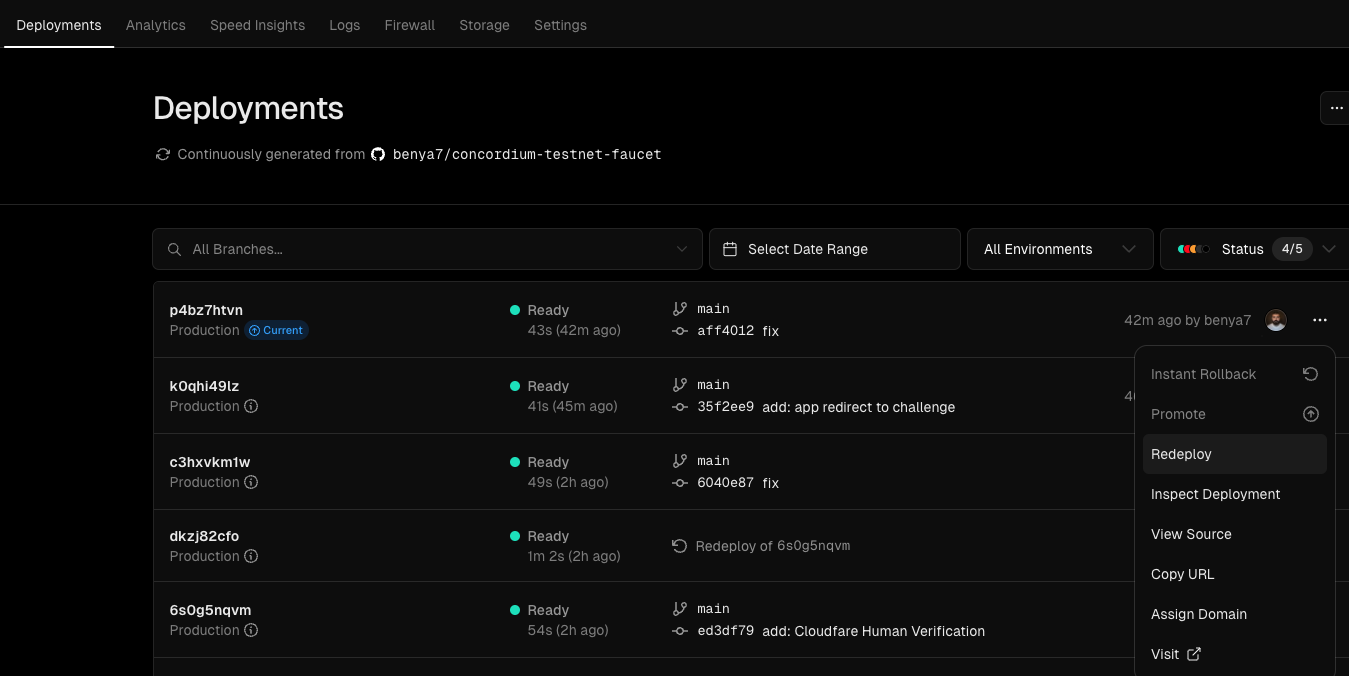 Deployments Analytics Speed Insights Logs Firewall Storage Settings
Deployments
Continuously generated from benya7/concordium-testnet-faucet
All Branches... Select Date Range All Environments Status 4/5
p4bz7htvn Ready main
Production Current 43s (42m ago) aff4012 fix 42m ago by benya7
k0qhi49lz Ready main
Production 41s (45m ago) 35f2ee9 add: app redirect to challenge
c3hxvkm1w Ready main
Production 49s (2h ago) 6040e87 fix
dkzj82cfo Ready
Production 1m 2s (2h ago) Redeploy of 6s0g5nqvm
6s0g5nqvm Ready main
Production 54s (2h ago) ed3df79 add: Cloudfare Human Verification
Instant Rollback
Promote
Redeploy
Inspect Deployment
View Source
Copy URL
Assign Domain
Visit